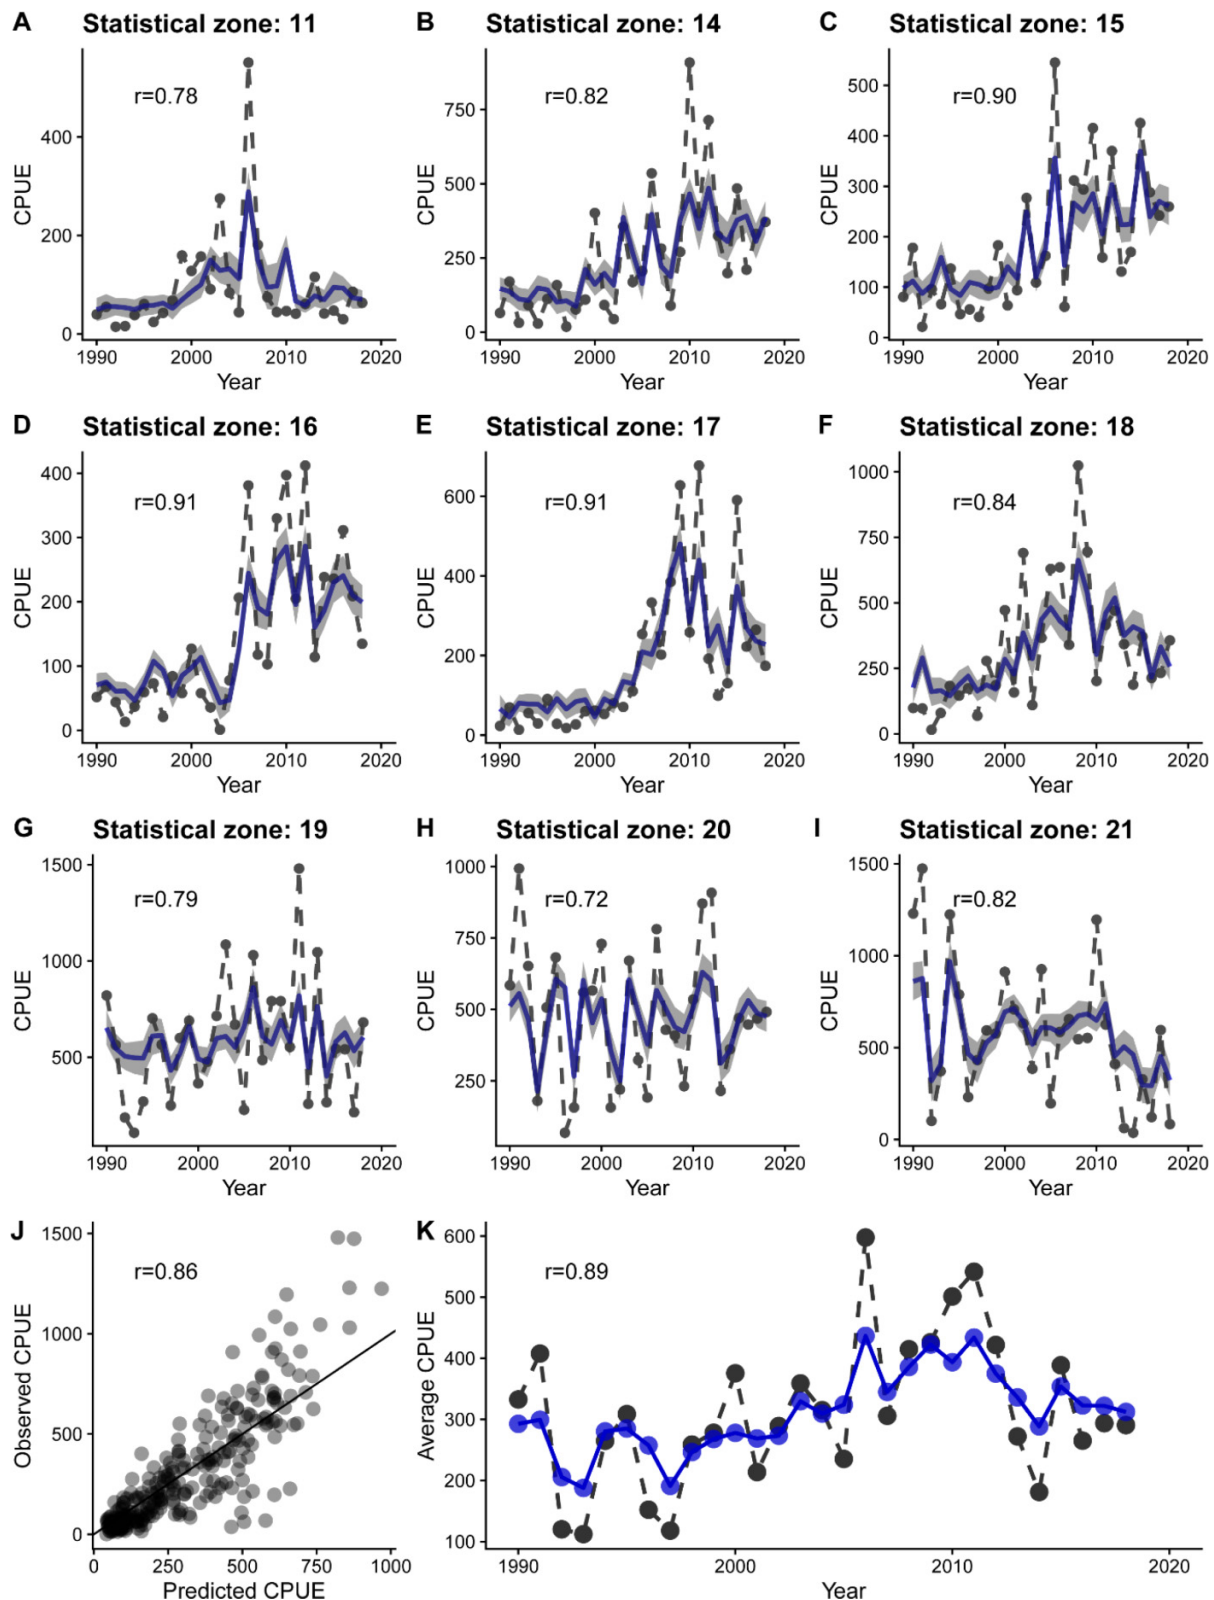 A Statistical zone: 11
r=0.78
CPUE
400
200
0
1990 2000 2010 2020
Year
B Statistical zone: 14
r=0.82
CPUE
750
500
250
0
1990 2000 2010 2020
Year
C Statistical zone: 15
r=0.90
CPUE
500
400
300
200
100
0
1990 2000 2010 2020
Year
D Statistical zone: 16
r=0.91
CPUE
400
300
200
100
0
1990 2000 2010 2020
Year
E Statistical zone: 17
r=0.91
CPUE
600
400
200
0
1990 2000 2010 2020
Year
F Statistical zone: 18
r=0.84
CPUE
1000
750
500
250
0
1990 2000 2010 2020
Year
G Statistical zone: 19
r=0.79
CPUE
1500
1000
500
1990 2000 2010 2020
Year
H Statistical zone: 20
r=0.72
CPUE
1000
750
500
250
1990 2000 2010 2020
Year
I Statistical zone: 21
r=0.82
CPUE
1500
1000
500
0
1990 2000 2010 2020
Year
J
r=0.86
Observed CPUE
1500
1000
500
0
0 250 500 750 1000
Predicted CPUE
K
r=0.89
Average CPUE
600
500
400
300
200
100
1990 2000 2010 2020
Year